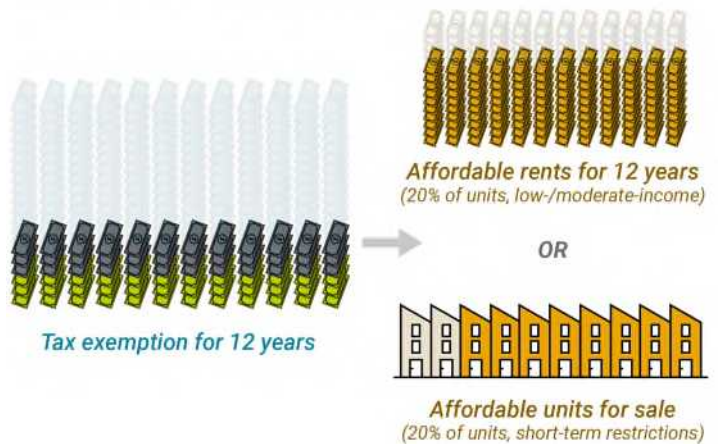 Tax exemption for 12 years
Affordable rents for 12 years
(20% of units, low-/moderate-income)
OR
Affordable units for sale
(20% of units, short-term restrictions)